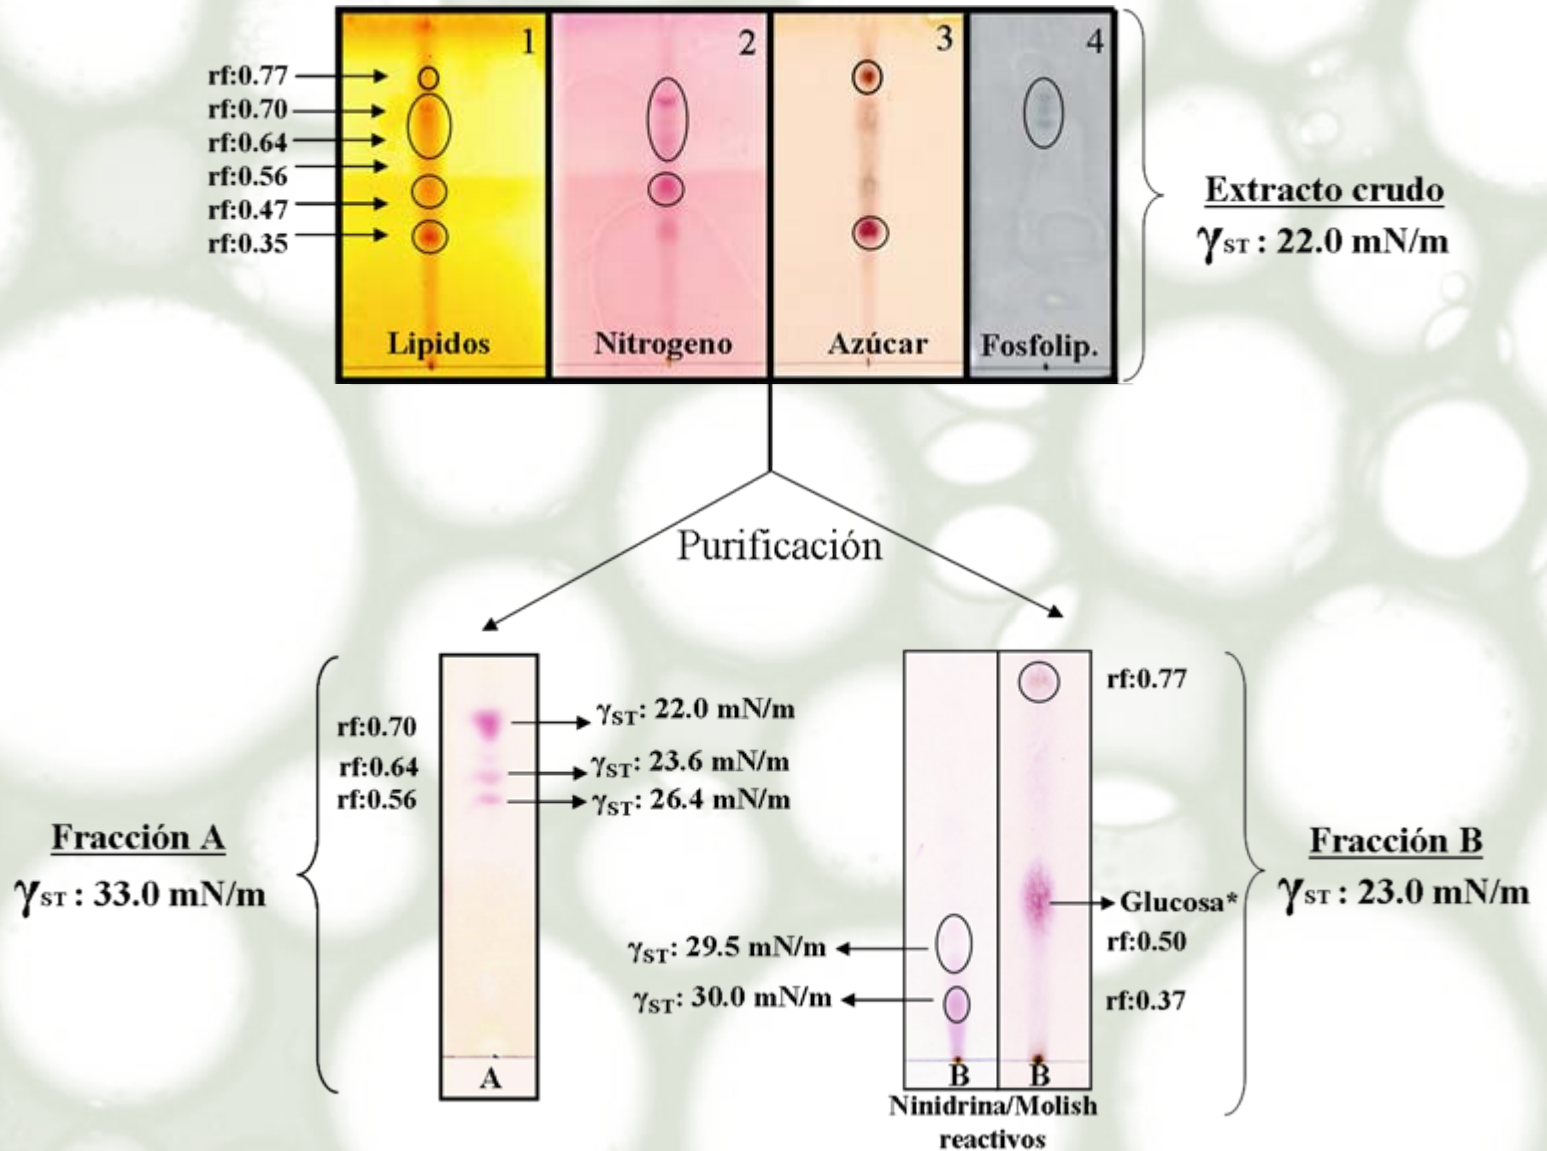 1
2
3
4
rf:0.77
rf:0.70
rf:0.64
rf:0.56
rf:0.47
rf:0.35
Lipidos
Nitrogeno
Azúcar
Fosfolip.
Extracto crudo
γST : 22.0 mN/m
Purificación
rf:0.70
rf:0.64
rf:0.56
γST: 22.0 mN/m
γST: 23.6 mN/m
γST: 26.4 mN/m
Fracción A
γST : 33.0 mN/m
A
γST: 29.5 mN/m
γST: 30.0 mN/m
rf:0.77
Glucosa*
rf:0.50
rf:0.37
B
B
Ninidrina/Molish
reactivos
Fracción B
γST : 23.0 mN/m